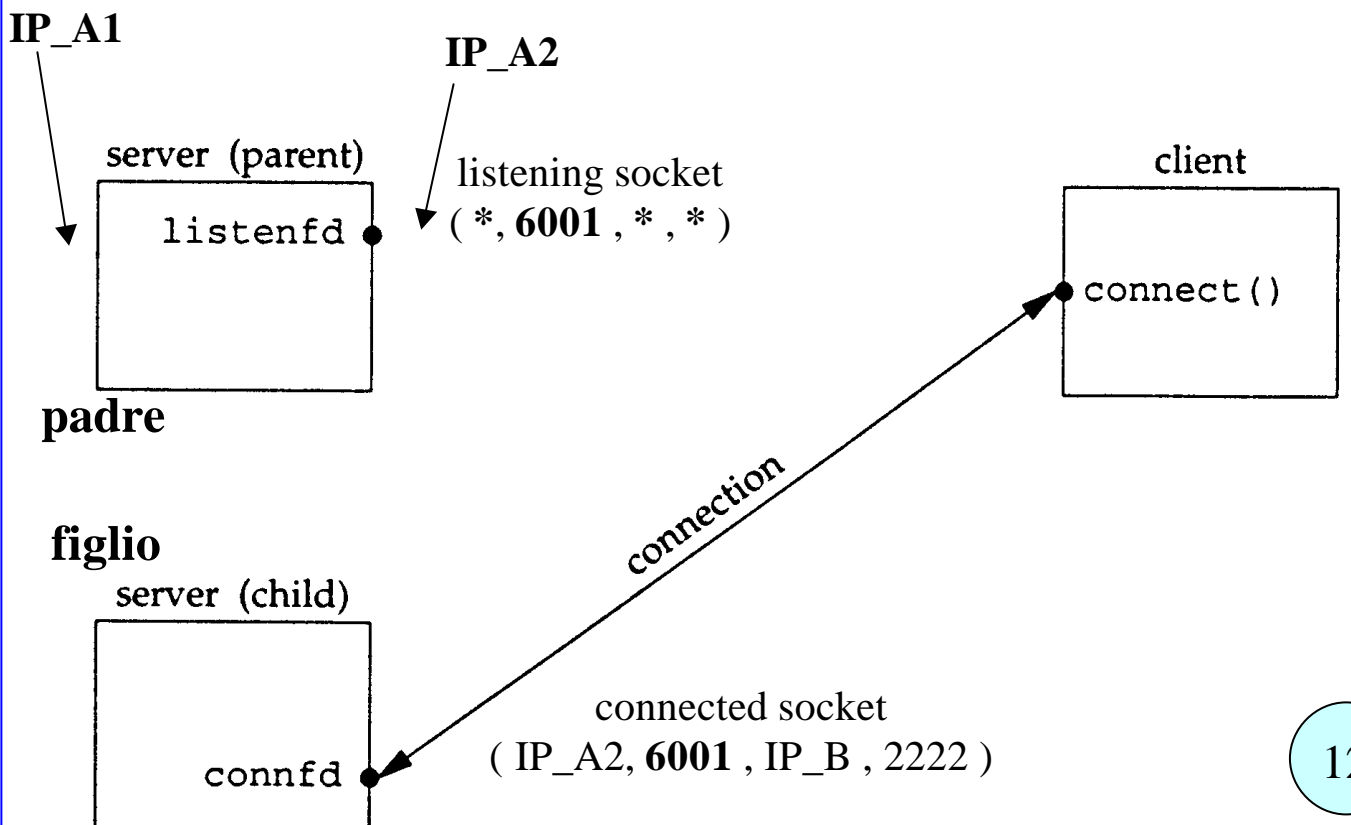 IP_A1
IP_A2
server (parent)
listening socket
( *, 6001 , * , * )
listenfd
client
connect()
padre
connection
figlio
server (child)
connected socket
( IP_A2, 6001 , IP_B , 2222 )
connfd